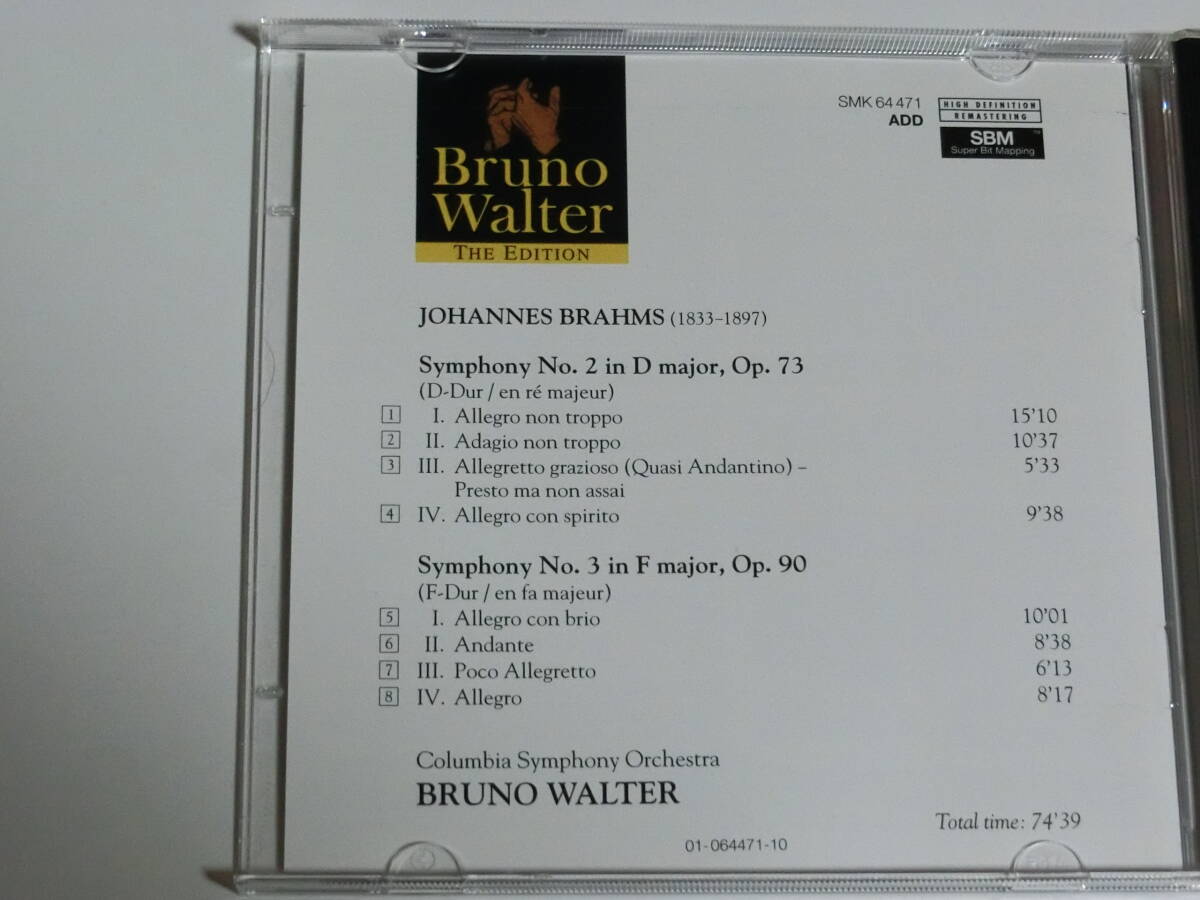 Bruno
Walter
THE EDITION
SMK 64 471
ADD
HIGH DEFINITION
REMASTERING
SBM™
Super Bit Mapping
JOHANNES BRAHMS (1833–1897)
Symphony No. 2 in D major, Op. 73
(D-Dur / en ré majeur)
1 I. Allegro non troppo 15'10
2 II. Adagio non troppo 10'37
3 III. Allegretto grazioso (Quasi Andantino) – 5'33
Presto ma non assai
4 IV. Allegro con spirito 9'38
Symphony No. 3 in F major, Op. 90
(F-Dur / en fa majeur)
5 I. Allegro con brio 10'01
6 II. Andante 8'38
7 III. Poco Allegretto 6'13
8 IV. Allegro 8'17
Columbia Symphony Orchestra
BRUNO WALTER
Total time: 74'39
01-064471-10